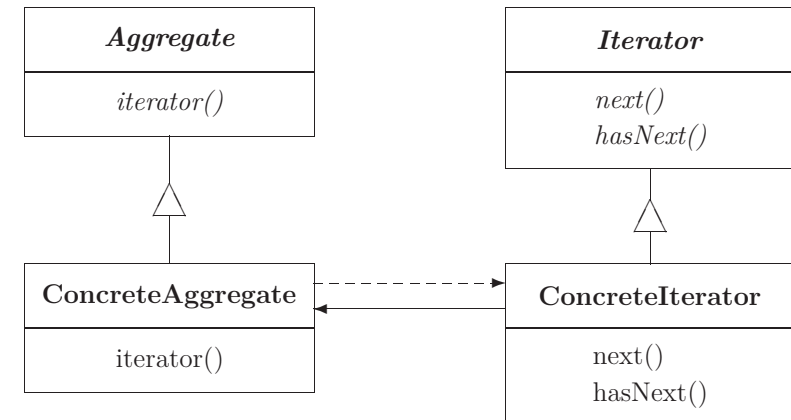 Aggregate
iterator()
Iterator
next()
hasNext()
ConcreteAggregate
iterator()
ConcreteIterator
next()
hasNext()